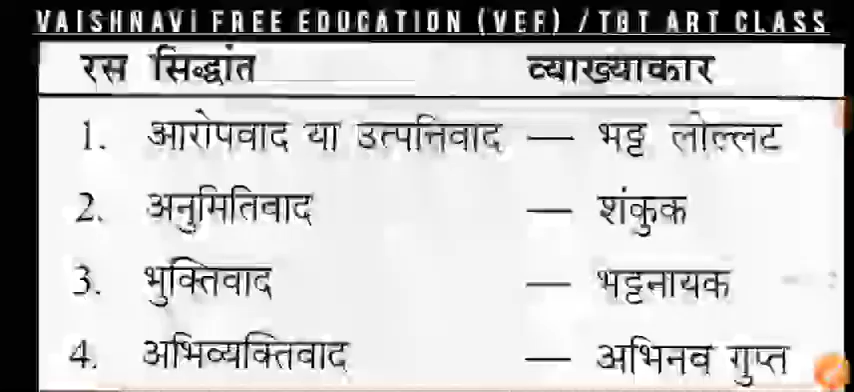 VAISHNAVI FREE EDUCATION (VEF) / TGT ART CLASS
रस सिद्धांत व्याख्याकार
1. आरोपवाद या उत्पत्तिवाद — भट्ट लोल्लट
2. अनुमितिवाद — शंकुक
3. भुक्तिवाद — भट्टनायक
4. अभिव्यक्तिवाद — अभिनव गुप्त